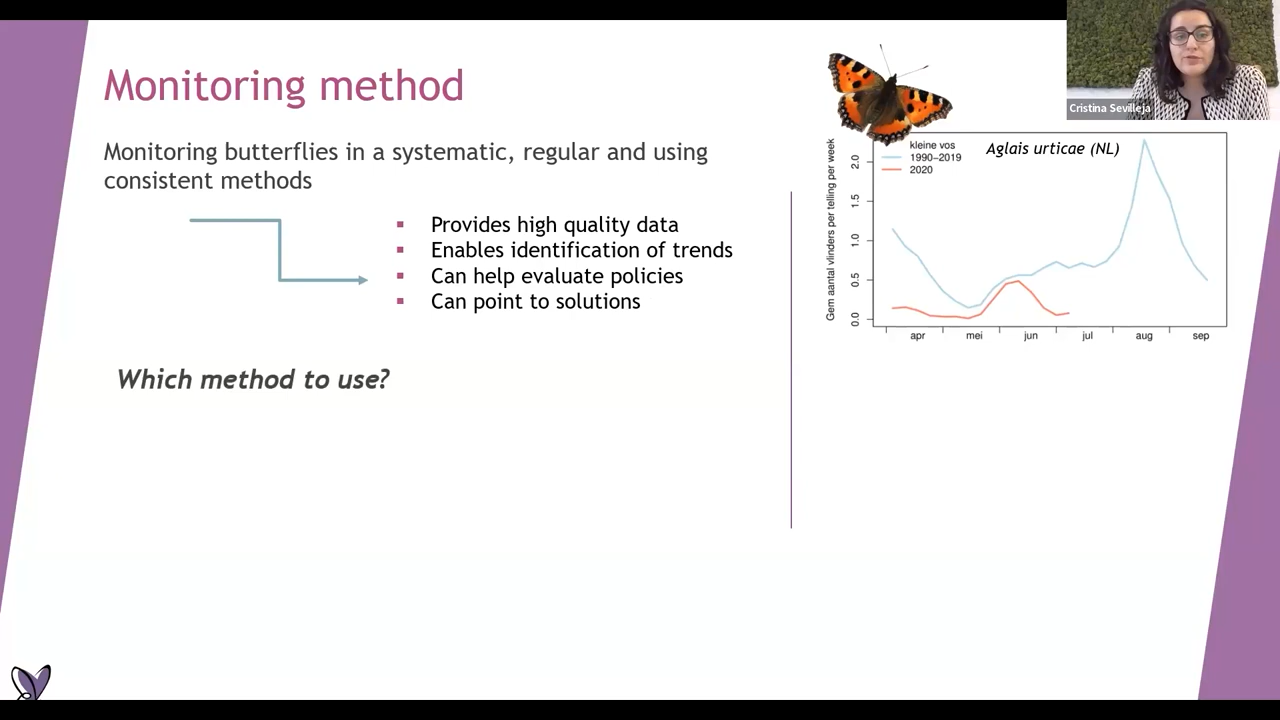 Monitoring method
Monitoring butterflies in a systematic, regular and using
consistent methods
▪ Provides high quality data
▪ Enables identification of trends
▪ Can help evaluate policies
▪ Can point to solutions
Which method to use?
Cristina Sevilleja
Aglais urticae (NL)
kleine vos
1990–2019
2020
Gem aantal vlinders per telling per week
2.0
1.5
1.0
0.5
0.0
apr mei jun jul aug sep